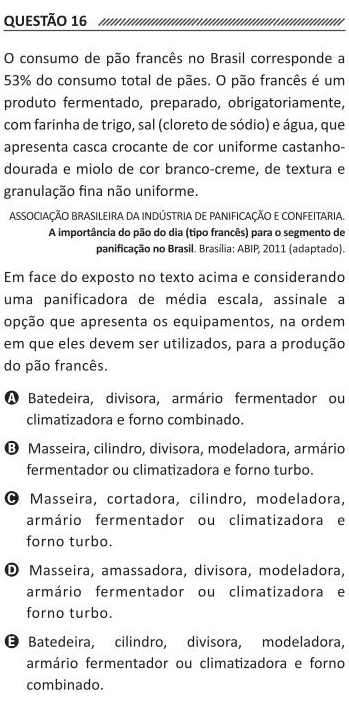 QUESTÃO 16
O consumo de pão francês no Brasil corresponde a
53% do consumo total de pães. O pão francês é um
produto fermentado, preparado, obrigatoriamente,
com farinha de trigo, sal (cloreto de sódio) e água, que
apresenta casca crocante de cor uniforme castanho-
dourada e miolo de cor branco-creme, de textura e
granulação fina não uniforme.
ASSOCIAÇÃO BRASILEIRA DA INDÚSTRIA DE PANIFICAÇÃO E CONFEITARIA.
A importância do pão do dia (tipo francês) para o segmento de
panificação no Brasil. Brasília: ABIP, 2011 (adaptado).
Em face do exposto no texto acima e considerando
uma panificadora de média escala, assinale a
opção que apresenta os equipamentos, na ordem
em que eles devem ser utilizados, para a produção
do pão francês.
A Batedeira, divisora, armário fermentador ou
climatizadora e forno combinado.
B Masseira, cilindro, divisora, modeladora, armário
fermentador ou climatizadora e forno turbo.
C Masseira, cortadora, cilindro, modeladora,
armário fermentador ou climatizadora e
forno turbo.
D Masseira, amassadora, divisora, modeladora,
armário fermentador ou climatizadora e
forno turbo.
E Batedeira, cilindro, divisora, modeladora,
armário fermentador ou climatizadora e forno
combinado.